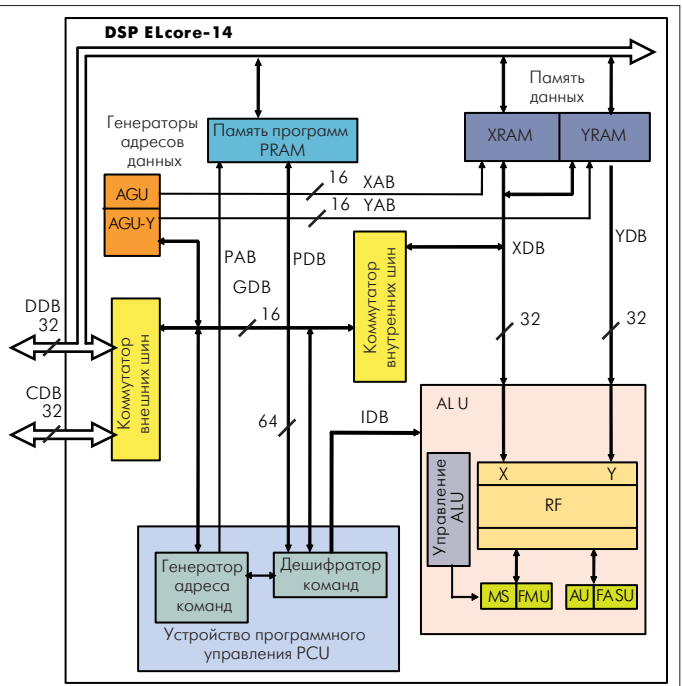 DSP ELcore-14
Память
данных
Генераторы
адресов
данных
Память программ
PRAM
XRAM
YRAM
AGU
AGU-Y
16
XAB
16
YAB
PAB
PDB
XDB
YDB
GDB
16
Коммутатор
внутренних шин
DDB
32
CDB
32
Коммутатор
внешних шин
32
32
64
IDB
ALU
Управление
ALU
X
Y
RF
MS
FMU
AU
FASU
Генератор
адреса
команд
Дешифратор
команд
Устройство программного
управления PCU